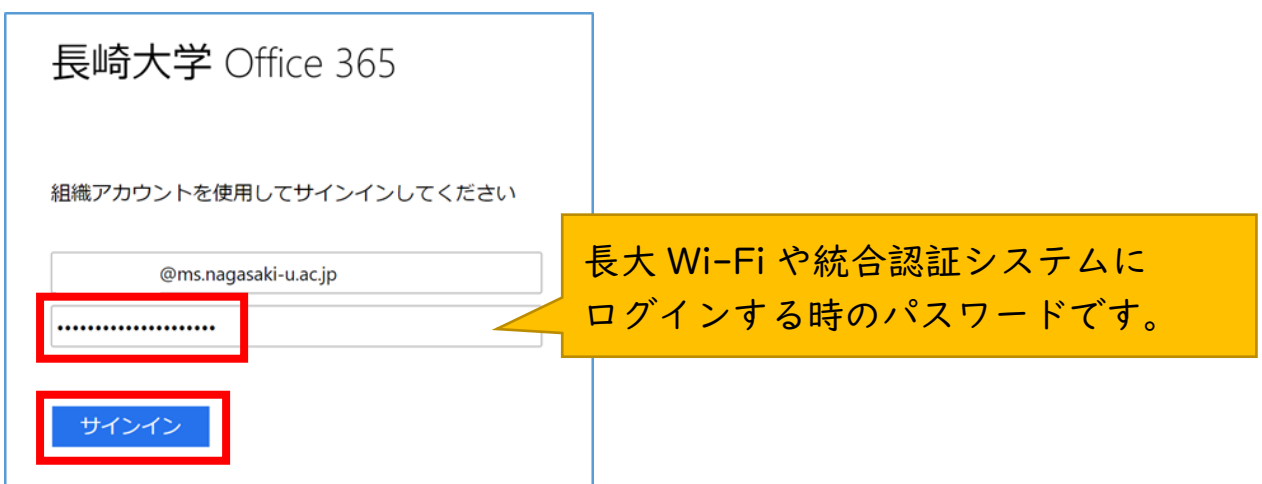 長崎大学 Office 365
組織アカウントを使用してサインインしてください
@ms.nagasaki-u.ac.jp
•••••••••••••••••••••
長大 Wi-Fi や統合認証システムに
ログインする時のパスワードです。
サインイン